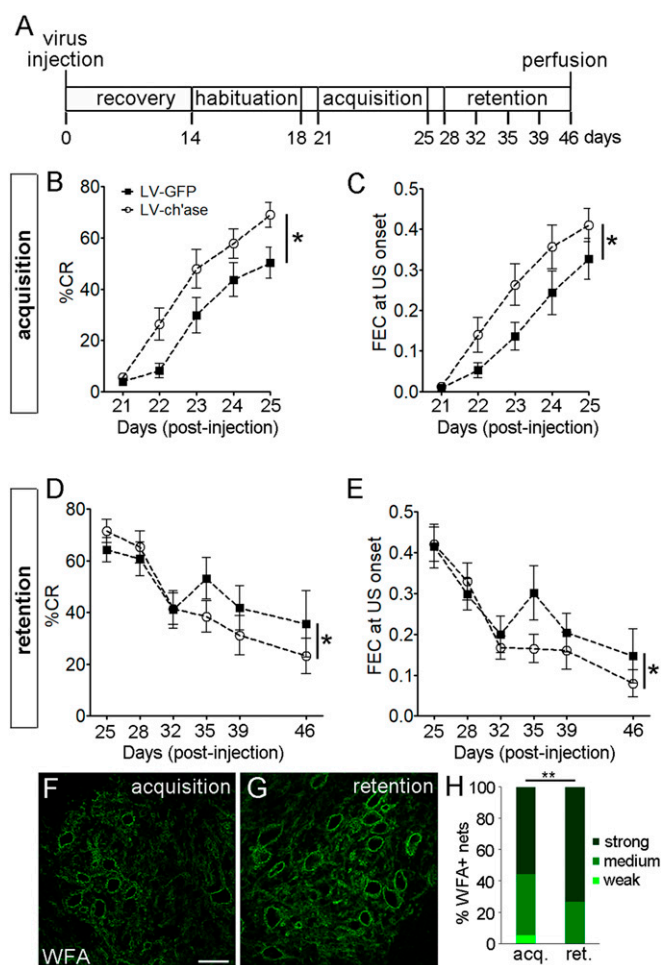 A
virus
injection
perfusion
recovery
habituation
acquisition
retention
0
14
18
21
25
28
32
35
39
46
days
acquisition
B
LV-GFP
LV-ch'ase
80
60
40
20
0
%CR
*
21
22
23
24
25
Days (post-injection)
C
0.5
0.4
0.3
0.2
0.1
0.0
FEC at US onset
*
21
22
23
24
25
Days (post-injection)
retention
D
80
60
40
20
0
%CR
*
25
28
32
35
39
46
Days (post-injection)
E
0.5
0.4
0.3
0.2
0.1
0.0
FEC at US onset
*
25
28
32
35
39
46
Days (post-injection)
F
acquisition
WFA
G
retention
H
**
100
80
60
40
20
0
% WFA+ nets
strong
medium
weak
acq.
ret.